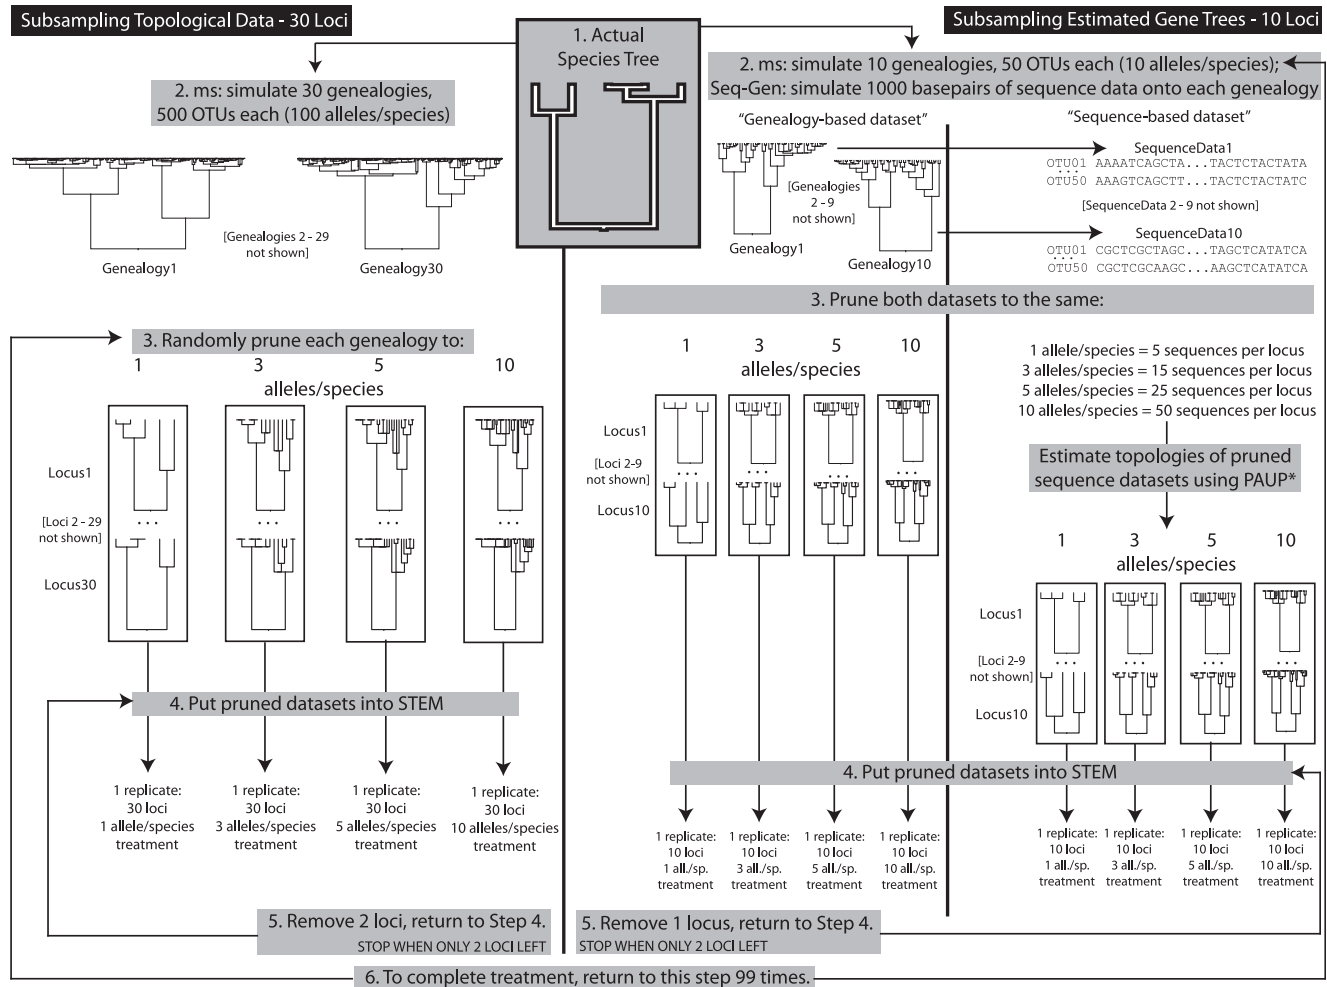 Subsampling Topological Data - 30 Loci
1. Actual
Species Tree
Subsampling Estimated Gene Trees - 10 Loci
2. ms: simulate 30 genealogies,
500 OTUs each (100 alleles/species)
Genealogy1
[Genealogies 2 - 29
not shown]
Genealogy30
2. ms: simulate 10 genealogies, 50 OTUs each (10 alleles/species);
Seq-Gen: simulate 1000 basepairs of sequence data onto each genealogy
“Genealogy-based dataset”
“Sequence-based dataset”
[Genealogies
2 - 9
not shown]
Genealogy1
Genealogy10
SequenceData1
OTU01 AAAATCAGCTA...TACTCTACTATA
...
OTU50 AAAGTCAGCTT...TACTCTACTATC
[SequenceData 2 - 9 not shown]
SequenceData10
OTU01 CGCTCGCTAGC...TAGCTCATATCA
...
OTU50 CGCTCGCAAGC...AAGCTCATATCA
3. Randomly prune each genealogy to:
1 3 5 10
alleles/species
Locus1
[Loci 2 - 29
not shown]
Locus30
... ... ... ...
4. Put pruned datasets into STEM
1 replicate:
30 loci
1 allele/species
treatment
1 replicate:
30 loci
3 alleles/species
treatment
1 replicate:
30 loci
5 alleles/species
treatment
1 replicate:
30 loci
10 alleles/species
treatment
5. Remove 2 loci, return to Step 4.
STOP WHEN ONLY 2 LOCI LEFT
3. Prune both datasets to the same:
1 3 5 10
alleles/species
Locus1
[Loci 2-9
not shown]
Locus10
... ... ... ...
1 allele/species = 5 sequences per locus
3 alleles/species = 15 sequences per locus
5 alleles/species = 25 sequences per locus
10 alleles/species = 50 sequences per locus
Estimate topologies of pruned
sequence datasets using PAUP*
1 3 5 10
alleles/species
Locus1
[Loci 2-9
not shown]
Locus10
... ... ... ...
4. Put pruned datasets into STEM
1 replicate:
10 loci
1 all./sp.
treatment
1 replicate:
10 loci
3 all./sp.
treatment
1 replicate:
10 loci
5 all./sp.
treatment
1 replicate:
10 loci
10 all./sp.
treatment
1 replicate:
10 loci
1 all./sp.
treatment
1 replicate:
10 loci
3 all./sp.
treatment
1 replicate:
10 loci
5 all./sp.
treatment
1 replicate:
10 loci
10 all./sp.
treatment
5. Remove 1 locus, return to Step 4.
STOP WHEN ONLY 2 LOCI LEFT
6. To complete treatment, return to this step 99 times.